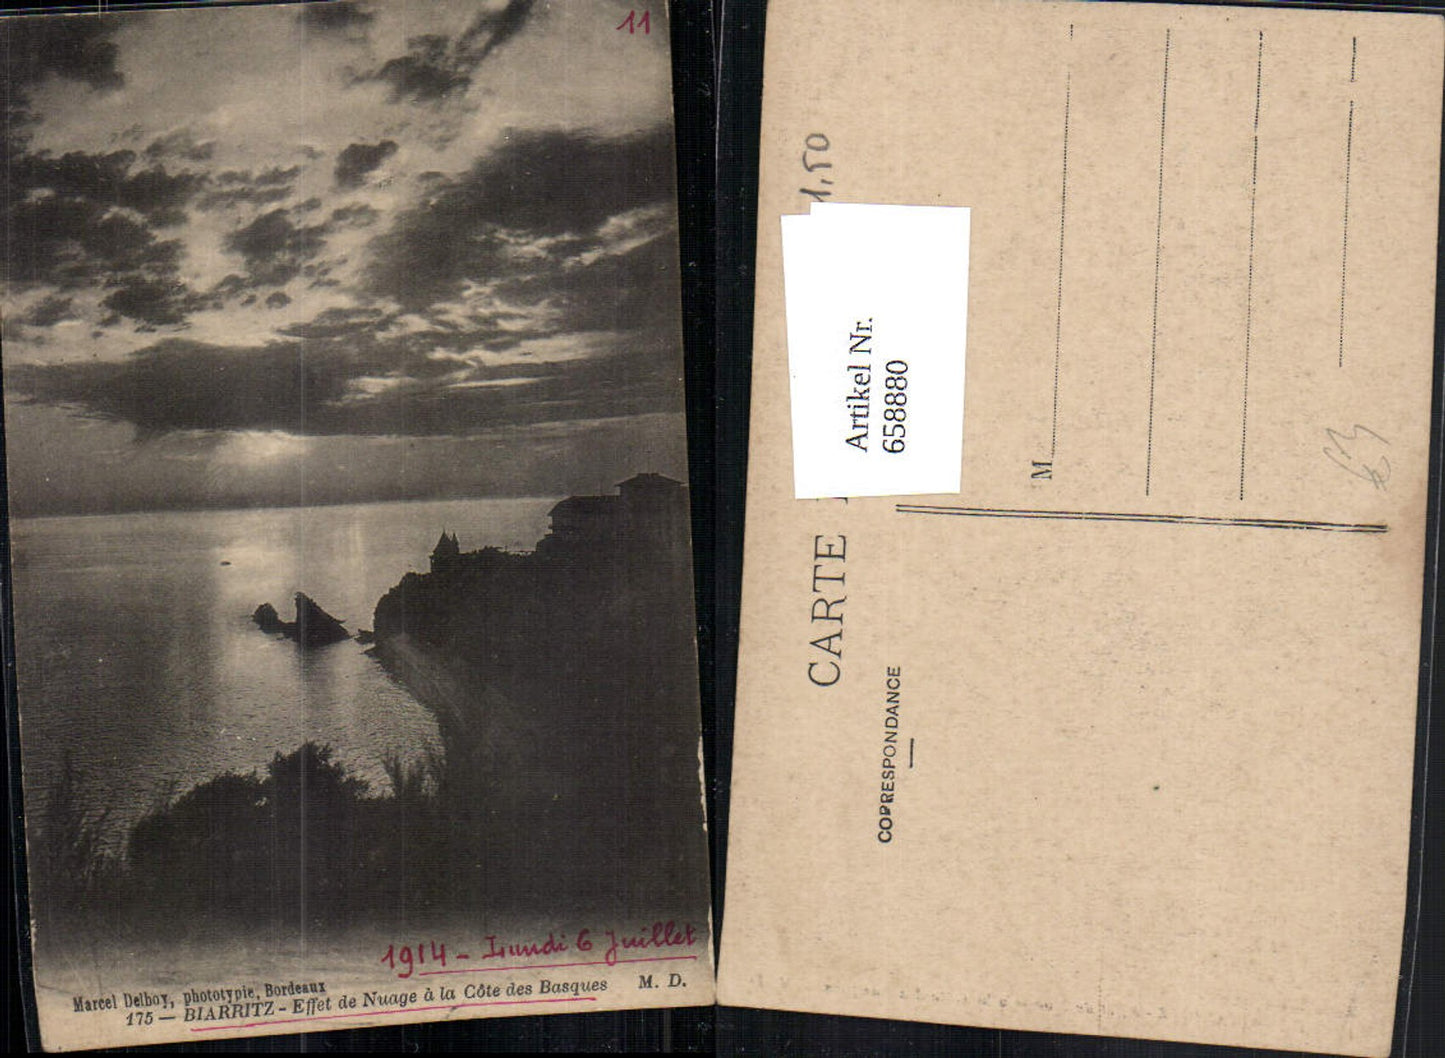 11
1914 - Lundi 6 Juillet
Marcel Delboy, phototypie, Bordeaux
175 — BIARRITZ - Effet de Nuage à la Côte des Basques M. D.
1,50
Artikel Nr.
658880
CARTE
CORRESPONDANCE
M